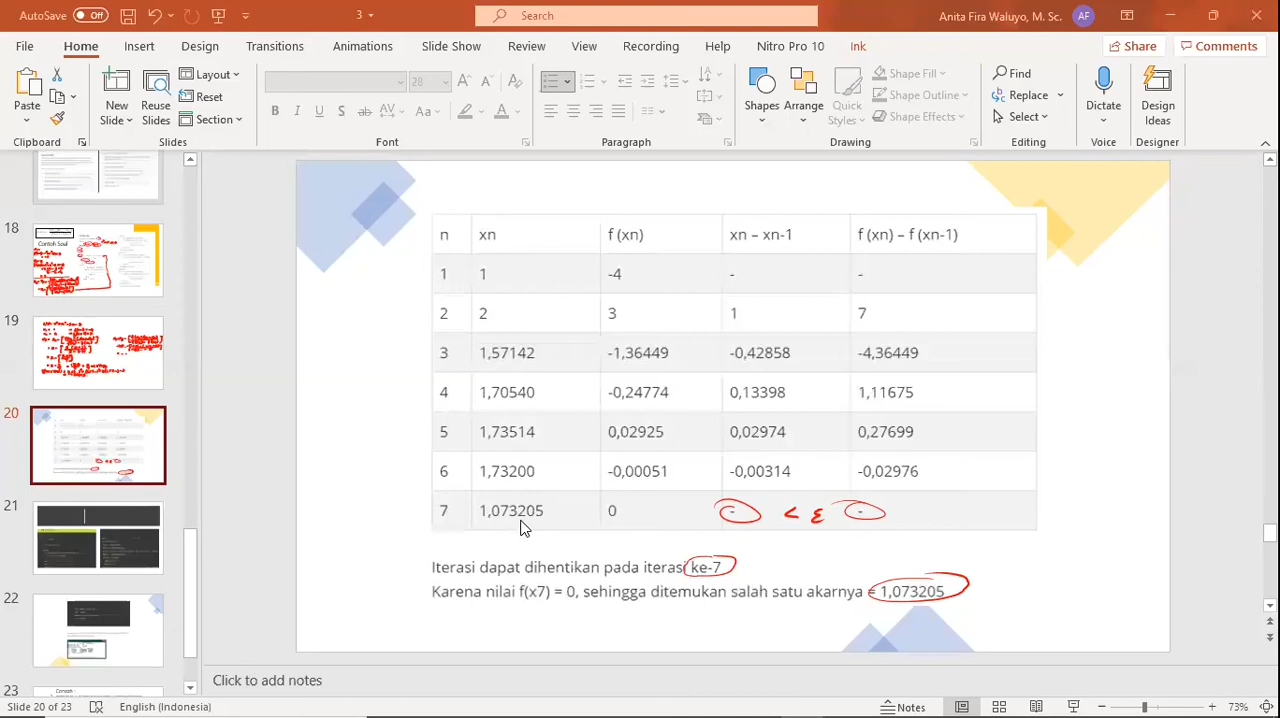 AutoSave Off 3 Search Anita Fira Waluyo, M. Sc. AF
File Home Insert Design Transitions Animations Slide Show Review View Recording Help Nitro Pro 10 Ink Share Comments
Paste New Slide Reuse Slides Layout Reset Section
28
B I U S ab AV Aa A
Shapes Arrange Quick Styles Shape Fill Shape Outline Shape Effects
Find Replace Select Dictate Design Ideas
Clipboard Slides Font Paragraph Drawing Editing Voice Designer
18
Contoh Soal
19
20
21
22
23
n xn f (xn) xn – xn-1 f (xn) – f (xn-1)
1 1 -4 - -
2 2 3 1 7
3 1,57142 -1,36449 -0,42858 -4,36449
4 1,70540 -0,24774 0,13398 1,11675
5 1,73514 0,02925 0,02974 0,27699
6 1,73200 -0,00051 -0,00314 -0,02976
7 1,073205 0 - < ε -
Iterasi dapat dihentikan pada iterasi ke-7
Karena nilai f(x7) = 0, sehingga ditemukan salah satu akarnya = 1,073205
Click to add notes
Slide 20 of 23 English (Indonesia) Notes 73%